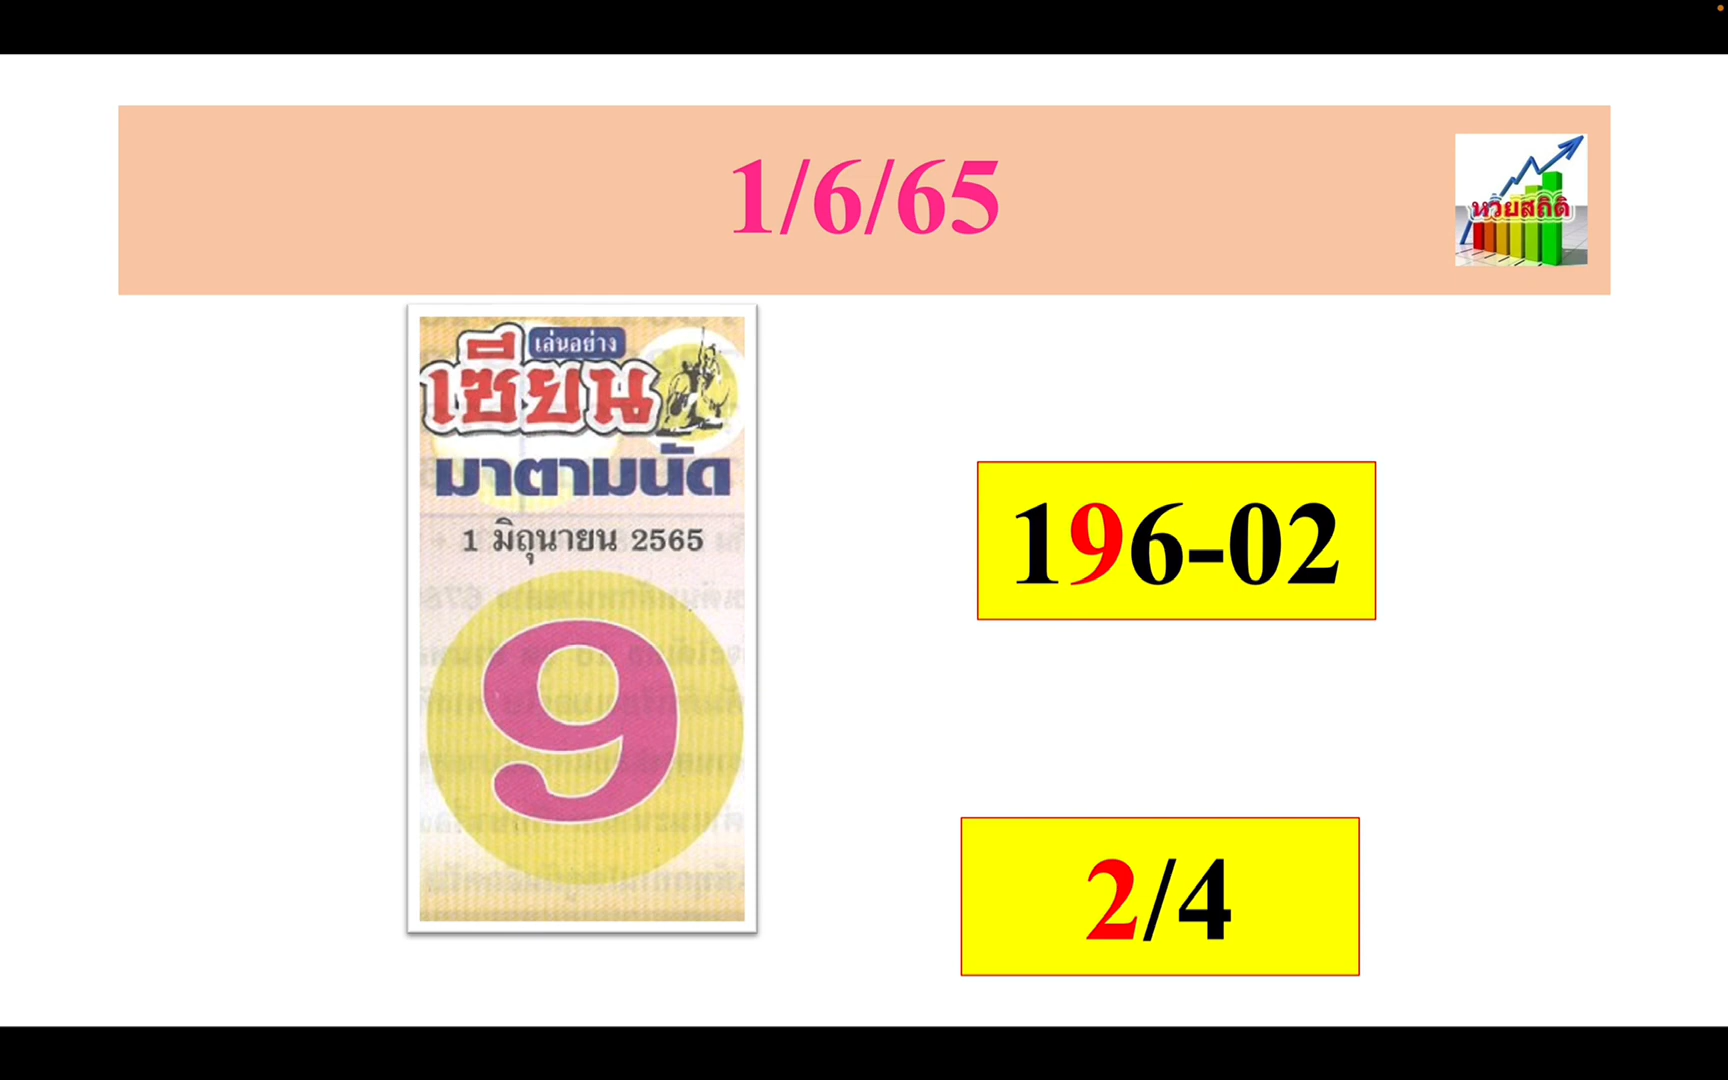 1/6/65
หวยสถิติ
เล่นอย่าง
เซียน
มาตามนัด
1 มิถุนายน 2565
9
196-02
2/4